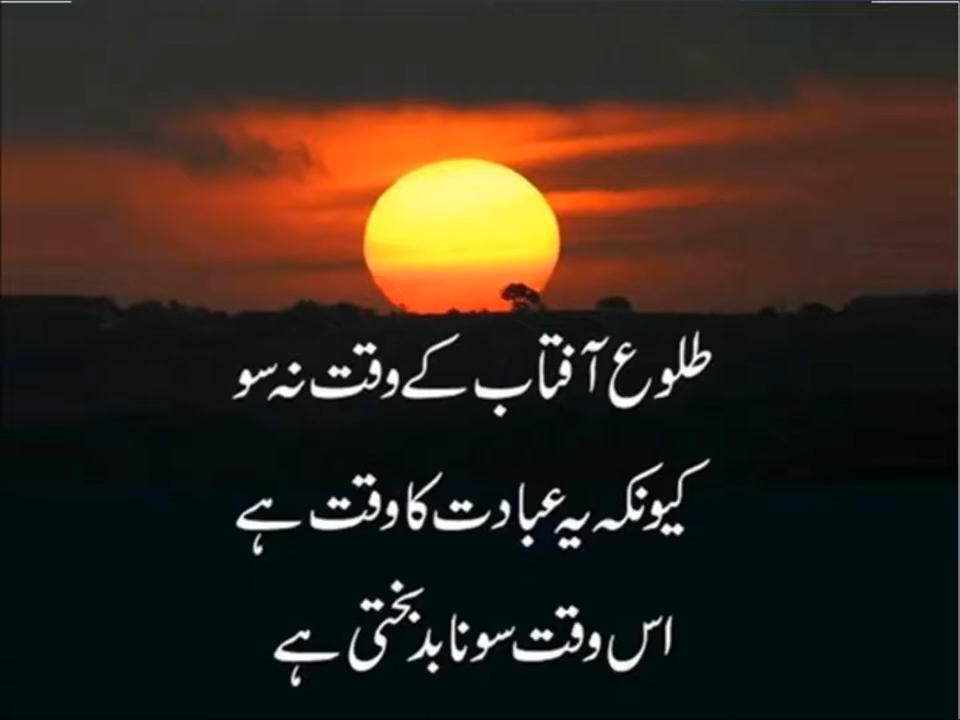 طلوع آفتاب کے وقت نہ سو
کیونکہ یہ عبادت کا وقت ہے
اس وقت سونا بدبختی ہے